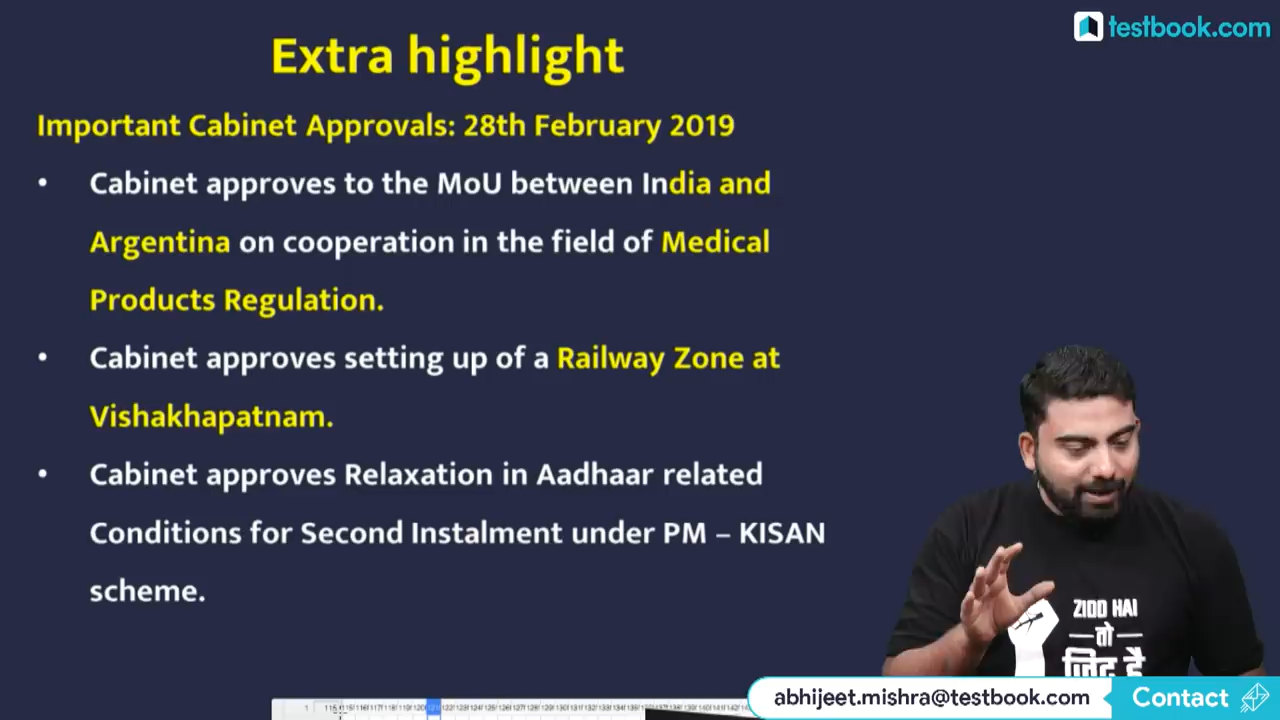 testbook.com
Extra highlight
Important Cabinet Approvals: 28th February 2019
• Cabinet approves to the MoU between India and
Argentina on cooperation in the field of Medical
Products Regulation.
• Cabinet approves setting up of a Railway Zone at
Vishakhapatnam.
• Cabinet approves Relaxation in Aadhaar related
Conditions for Second Instalment under PM – KISAN
scheme.
ZIDD HAI
तो
जिद है
abhijeet.mishra@testbook.com
Contact